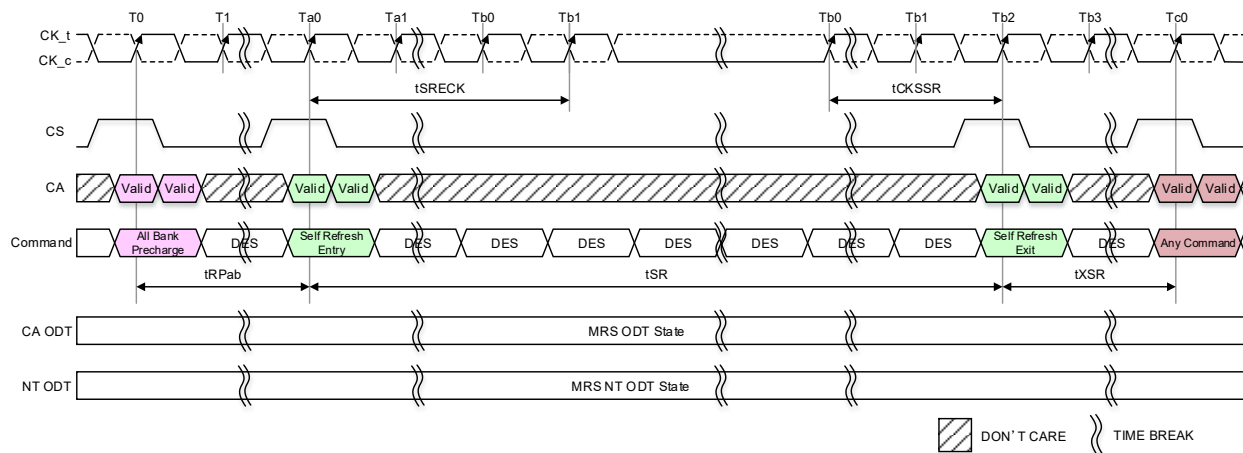 T0 T1 Ta0 Ta1 Tb0 Tb1 Tb0 Tb1 Tb2 Tb3 Tc0
CK_t
CK_c
tSRECK tCKSSR
CS
CA Valid Valid Valid Valid Valid Valid Valid Valid
Command All Bank Precharge DES Self Refresh Entry DES DES DES DES DES DES DES Self Refresh Exit DES Any Command
tRPab tSR tXSR
CA ODT MRS ODT State
NT ODT MRS NT ODT State
DON'T CARE TIME BREAK